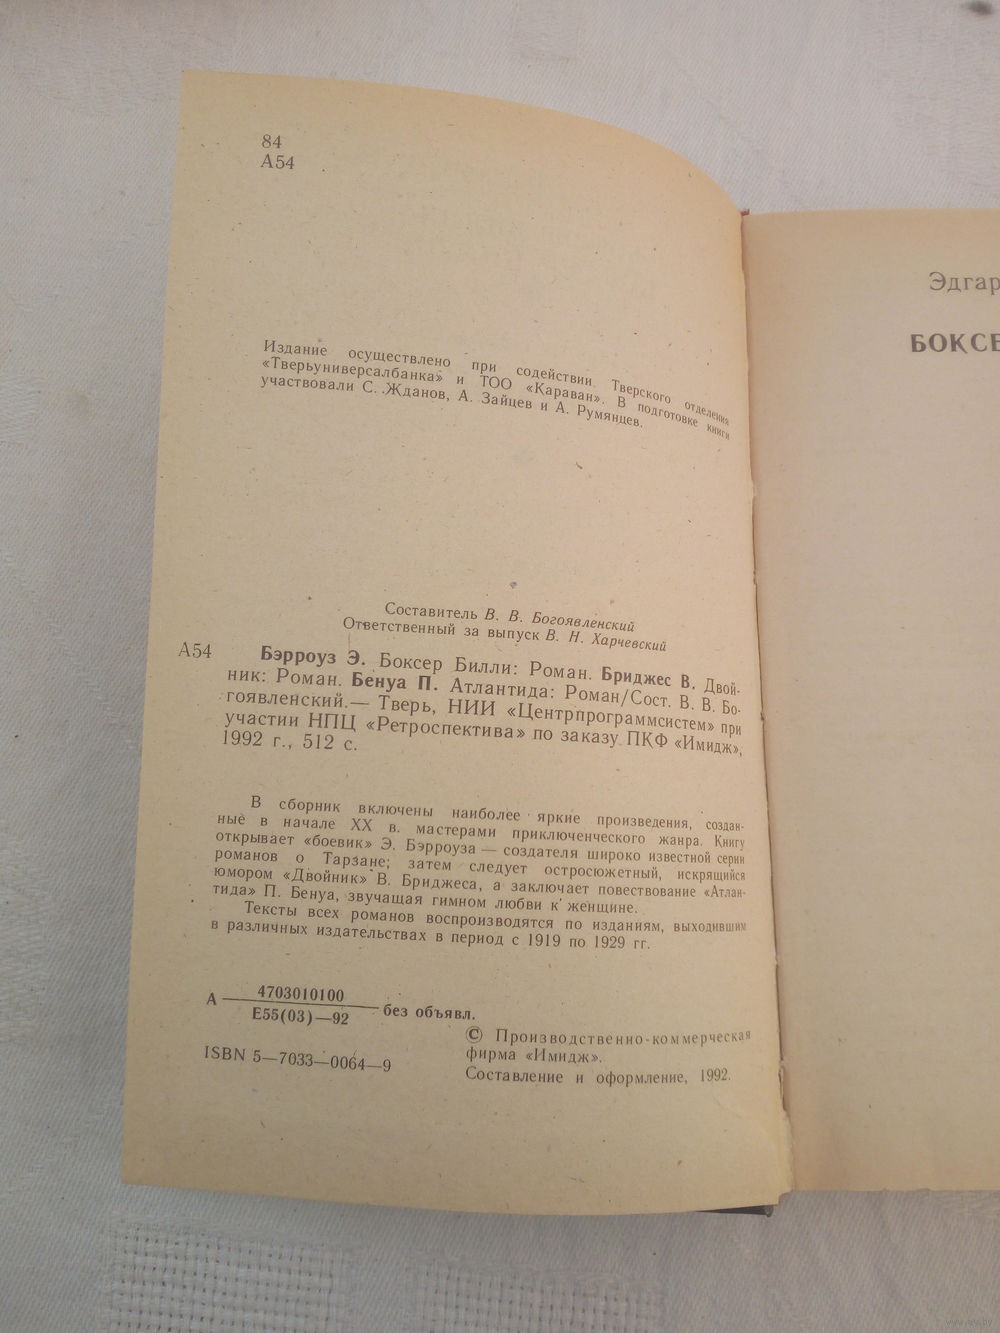 84
А54
Издание осуществлено при содействии Тверского отделения
«Тверьуниверсалбанка» и ТОО «Караван». В подготовке книги
участвовали С. Жданов, А. Зайцев и А. Румянцев.
Составитель В. В. Богоявленский
Ответственный за выпуск В. Н. Харчевский
А54 Бэрроуз Э. Боксер Билли: Роман. Бриджес В. Двой-
ник: Роман. Бенуа П. Атлантида: Роман/Сост. В. В. Бо-
гоявленский.— Тверь, НИИ «Центрпрограммсистем» при
участии НПЦ «Ретроспектива» по заказу ПКФ «Имидж»,
1992 г., 512 с.
В сборник включены наиболее яркие произведения, создан-
ные в начале XX в. мастерами приключенческого жанра. Книгу
открывает «боевик» Э. Бэрроуза — создателя широко известной серии
романов о Тарзане; затем следует остросюжетный, искрящийся
юмором «Двойник» В. Бриджеса, а заключает повествование «Атлан-
тида» П. Бенуа, звучащая гимном любви к женщине.
Тексты всех романов воспроизводятся по изданиям, выходившим
в различных издательствах в период с 1919 по 1929 гг.
А 4703010100
Е55(03)—92 без объявл.
ISBN 5—7033—0064—9
© Производственно-коммерческая
фирма «Имидж».
Составление и оформление, 1992.
Эдгар
БОКСЕ